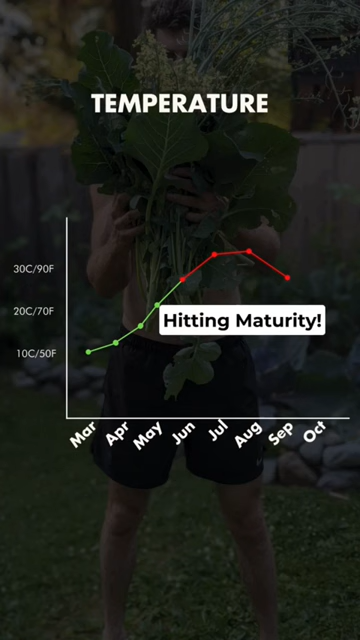 TEMPERATURE
30C/90F
20C/70F
Hitting Maturity!
10C/50F
Mar Apr May Jun Jul Aug Sep Oct